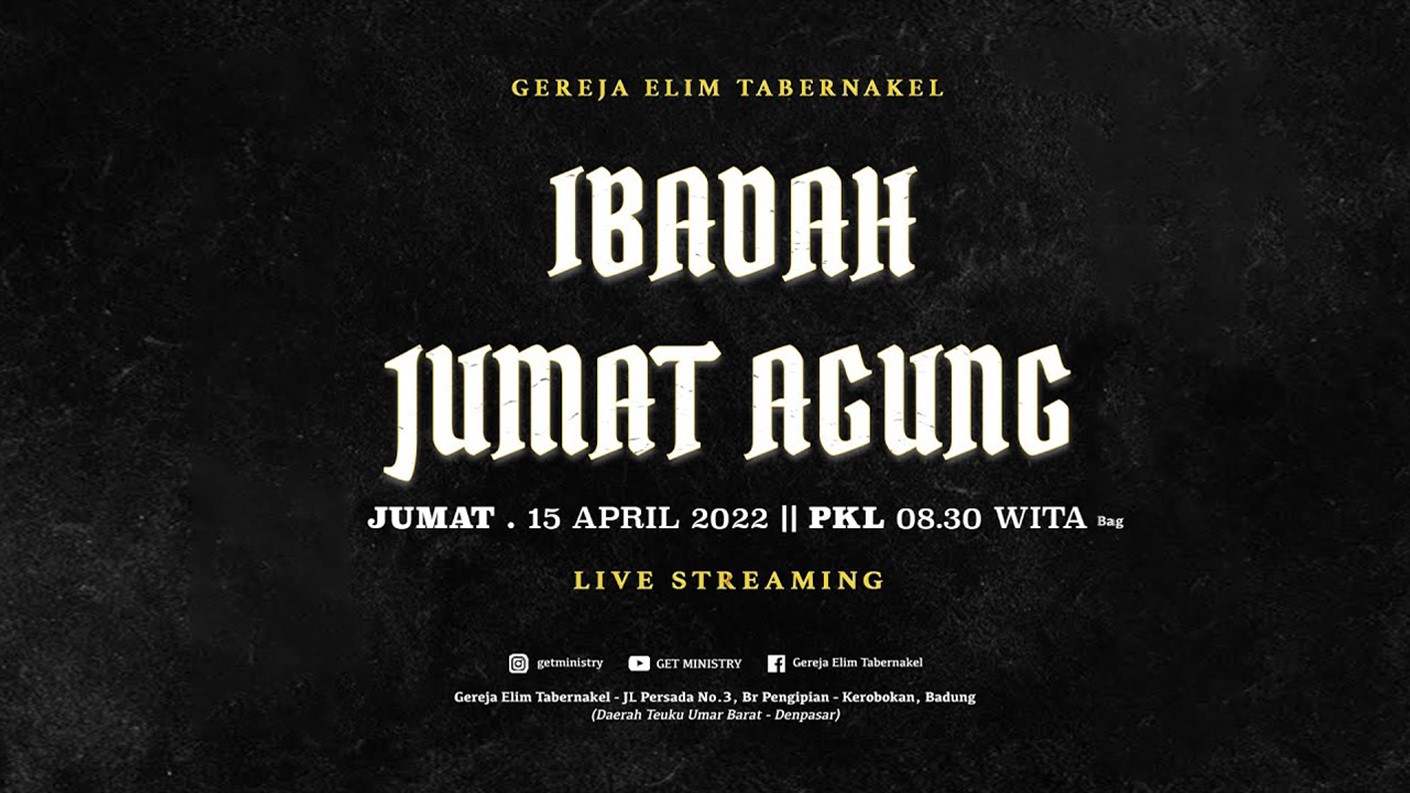 GEREJA ELIM TABERNAKEL
IBADAH
JUMAT AGUNG
JUMAT . 15 APRIL 2022 || PKL 08.30 WITA Bag
LIVE STREAMING
getministry GET MINISTRY Gereja Elim Tabernakel
Gereja Elim Tabernakel - JL Persada No.3, Br Pengipian - Kerobokan, Badung
(Daerah Teuku Umar Barat - Denpasar)